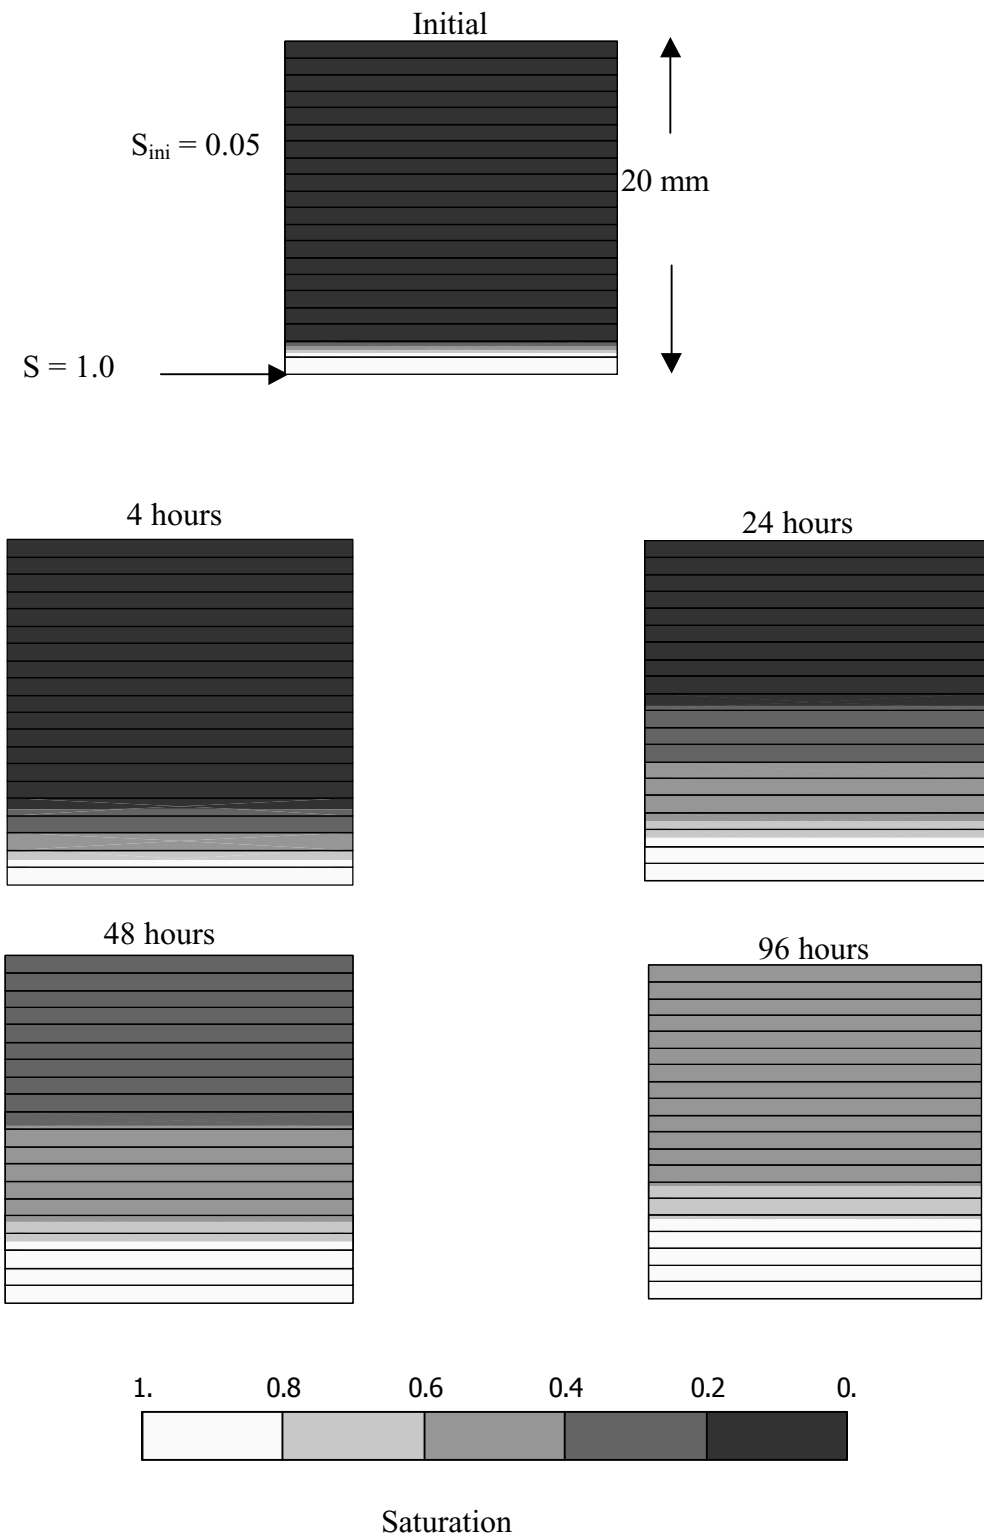 Initial
S_ini = 0.05
20 mm
S = 1.0
4 hours
24 hours
48 hours
96 hours
1. 0.8 0.6 0.4 0.2 0.
Saturation